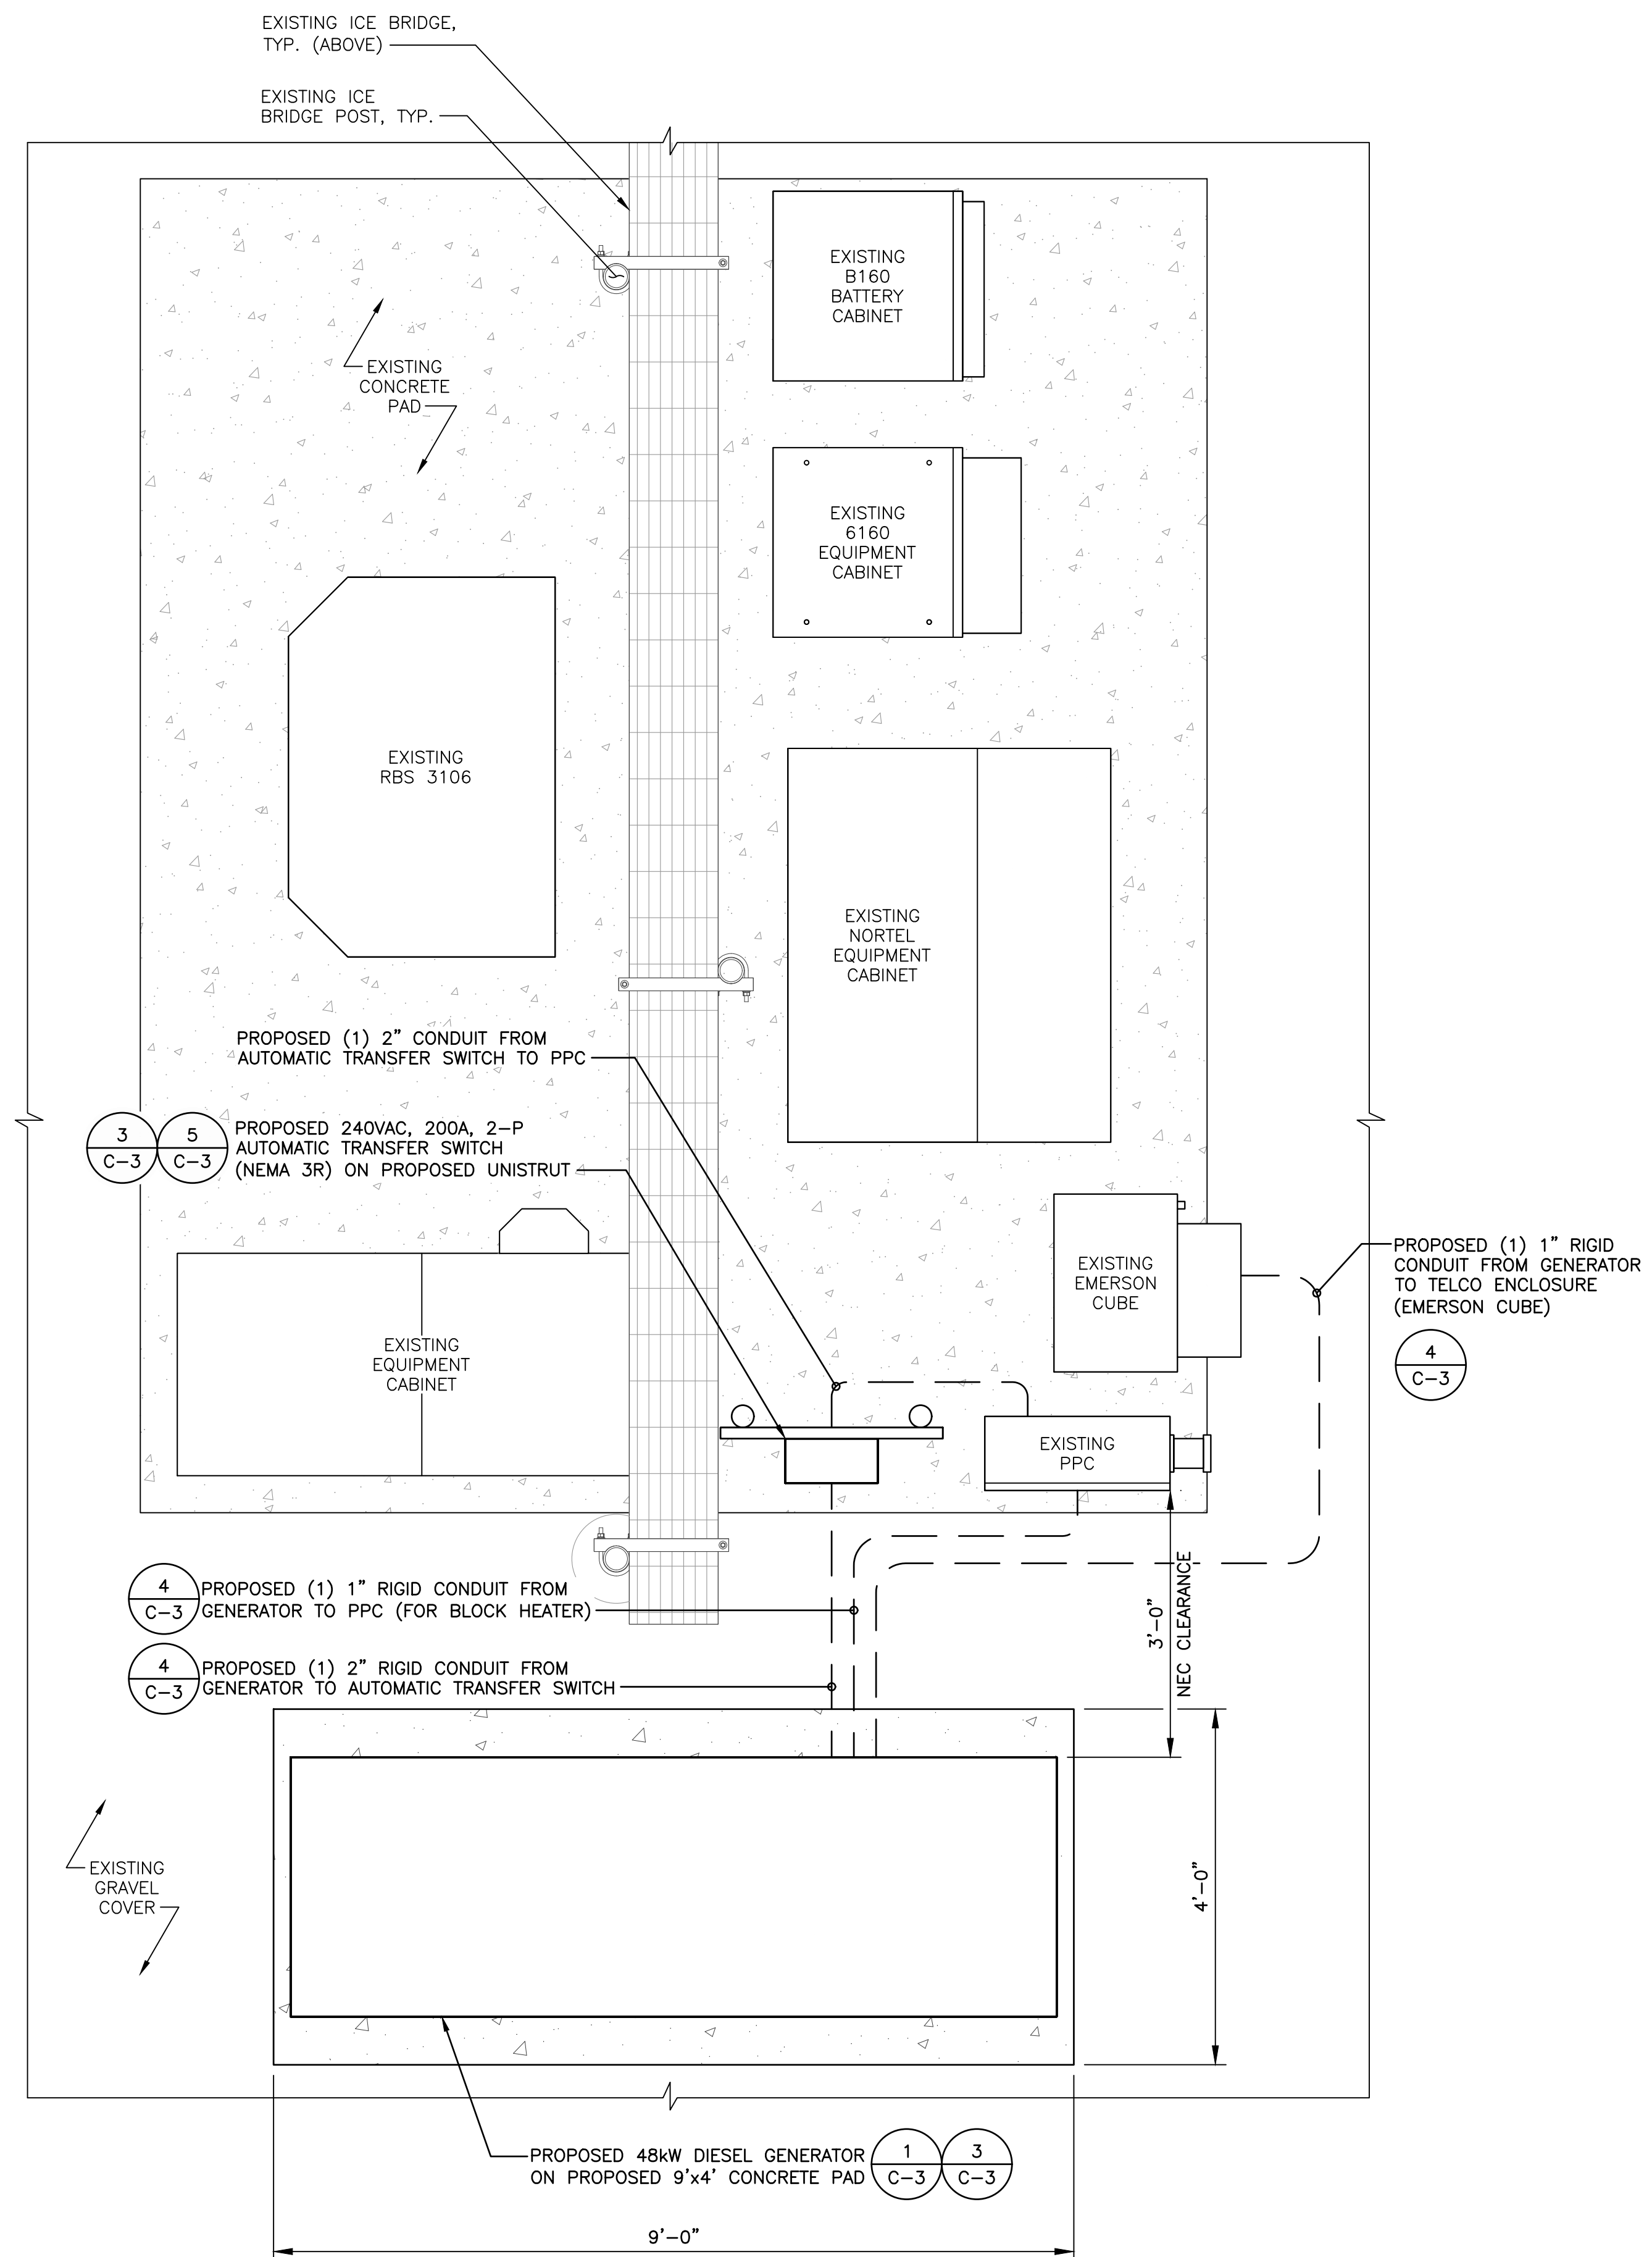 EXISTING ICE BRIDGE,
TYP. (ABOVE)
EXISTING ICE
BRIDGE POST, TYP.
EXISTING
B160
BATTERY
CABINET
EXISTING
CONCRETE
PAD
EXISTING
6160
EQUIPMENT
CABINET
EXISTING
RBS 3106
EXISTING
NORTEL
EQUIPMENT
CABINET
PROPOSED (1) 2” CONDUIT FROM
AUTOMATIC TRANSFER SWITCH TO PPC
3
C-3
5
C-3
PROPOSED 240VAC, 200A, 2-P
AUTOMATIC TRANSFER SWITCH
(NEMA 3R) ON PROPOSED UNISTRUT
EXISTING
EMERSON
CUBE
PROPOSED (1) 1” RIGID
CONDUIT FROM GENERATOR
TO TELCO ENCLOSURE
(EMERSON CUBE)
4
C-3
EXISTING
EQUIPMENT
CABINET
EXISTING
PPC
4
C-3
PROPOSED (1) 1” RIGID CONDUIT FROM
GENERATOR TO PPC (FOR BLOCK HEATER)
3’-0”
NEC CLEARANCE
4
C-3
PROPOSED (1) 2” RIGID CONDUIT FROM
GENERATOR TO AUTOMATIC TRANSFER SWITCH
4’-0”
EXISTING
GRAVEL
COVER
PROPOSED 48kW DIESEL GENERATOR
ON PROPOSED 9’x4’ CONCRETE PAD
1
C-3
3
C-3
9’-0”